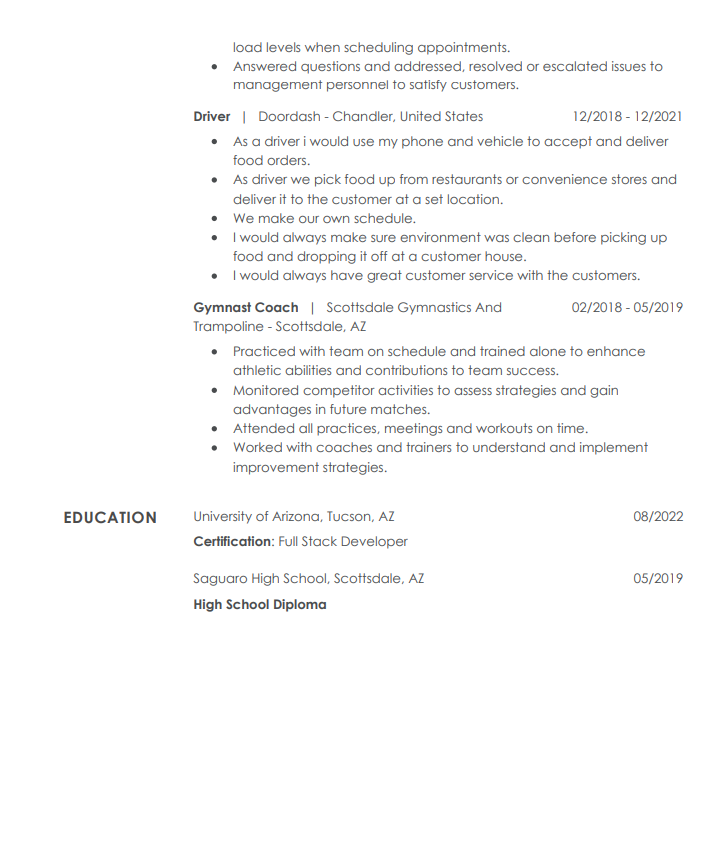 load levels when scheduling appointments.
• Answered questions and addressed, resolved or escalated issues to
management personnel to satisfy customers.
Driver | Doordash - Chandler, United States 12/2018 - 12/2021
• As a driver i would use my phone and vehicle to accept and deliver
food orders.
• As driver we pick food up from restaurants or convenience stores and
deliver it to the customer at a set location.
• We make our own schedule.
• I would always make sure environment was clean before picking up
food and dropping it off at a customer house.
• I would always have great customer service with the customers.
Gymnast Coach | Scottsdale Gymnastics And 02/2018 - 05/2019
Trampoline - Scottsdale, AZ
• Practiced with team on schedule and trained alone to enhance
athletic abilities and contributions to team success.
• Monitored competitor activities to assess strategies and gain
advantages in future matches.
• Attended all practices, meetings and workouts on time.
• Worked with coaches and trainers to understand and implement
improvement strategies.
EDUCATION University of Arizona, Tucson, AZ 08/2022
Certification: Full Stack Developer
Saguaro High School, Scottsdale, AZ 05/2019
High School Diploma